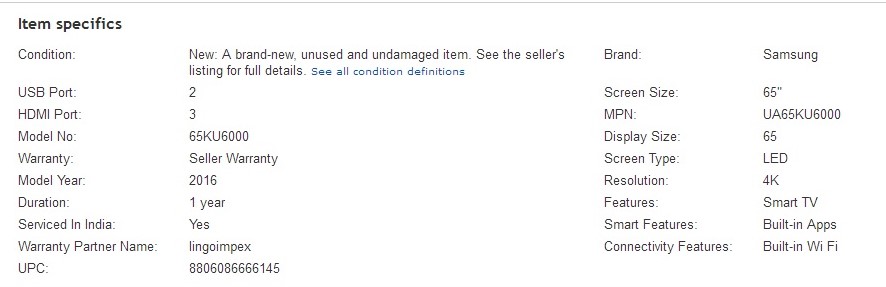 Item specifics
Condition: New: A brand-new, unused and undamaged item. See the seller's Brand: Samsung
listing for full details. See all condition definitions
USB Port: 2 Screen Size: 65"
HDMI Port: 3 MPN: UA65KU6000
Model No: 65KU6000 Display Size: 65
Warranty: Seller Warranty Screen Type: LED
Model Year: 2016 Resolution: 4K
Duration: 1 year Features: Smart TV
Serviced In India: Yes Smart Features: Built-in Apps
Warranty Partner Name: lingoimpex Connectivity Features: Built-in Wi Fi
UPC: 8806086666145